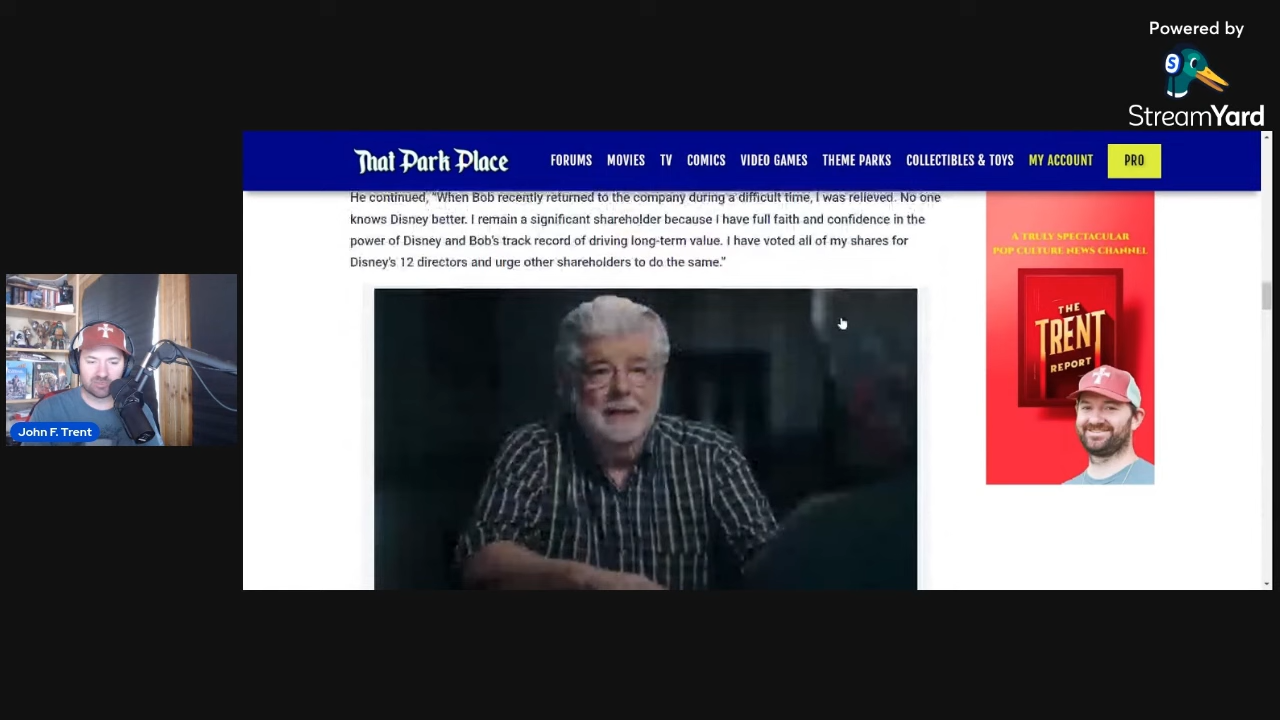 Powered by
S
StreamYard
That Park Place
FORUMS MOVIES TV COMICS VIDEO GAMES THEME PARKS COLLECTIBLES & TOYS MY ACCOUNT PRO
He continued, "When Bob recently returned to the company during a difficult time, I was relieved. No one
knows Disney better. I remain a significant shareholder because I have full faith and confidence in the
power of Disney and Bob's track record of driving long-term value. I have voted all of my shares for
Disney's 12 directors and urge other shareholders to do the same."
A TRULY SPECTACULAR
POP CULTURE NEWS CHANNEL
THE
TRENT
REPORT
John F. Trent